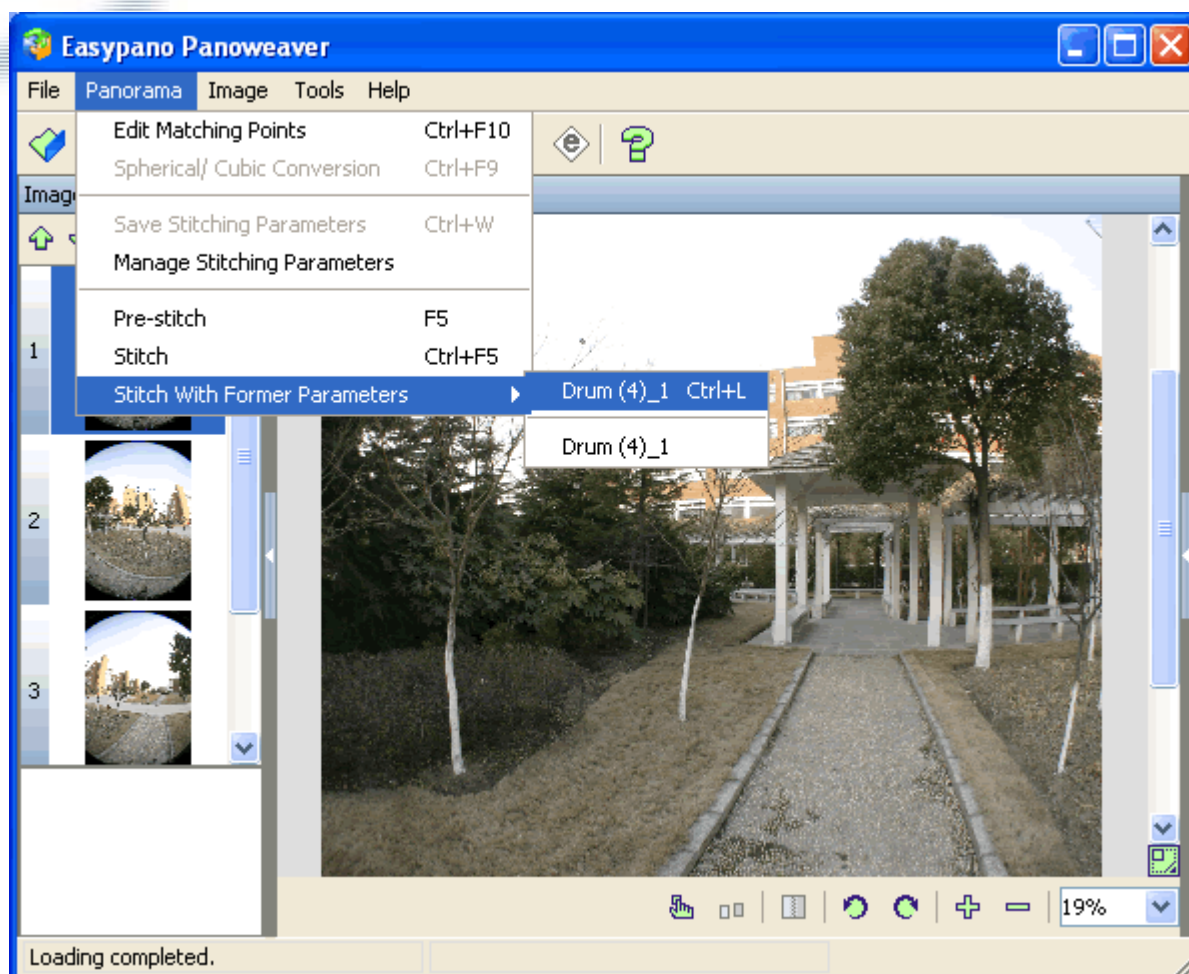 Easypano Panoweaver
File Panorama Image Tools Help
Edit Matching Points Ctrl+F10
Spherical/ Cubic Conversion Ctrl+F9
Imag
Save Stitching Parameters Ctrl+W
Manage Stitching Parameters
Pre-stitch F5
1
Stitch Ctrl+F5
Stitch With Former Parameters
Drum (4)_1 Ctrl+L
Drum (4)_1
2
3
19%
Loading completed.